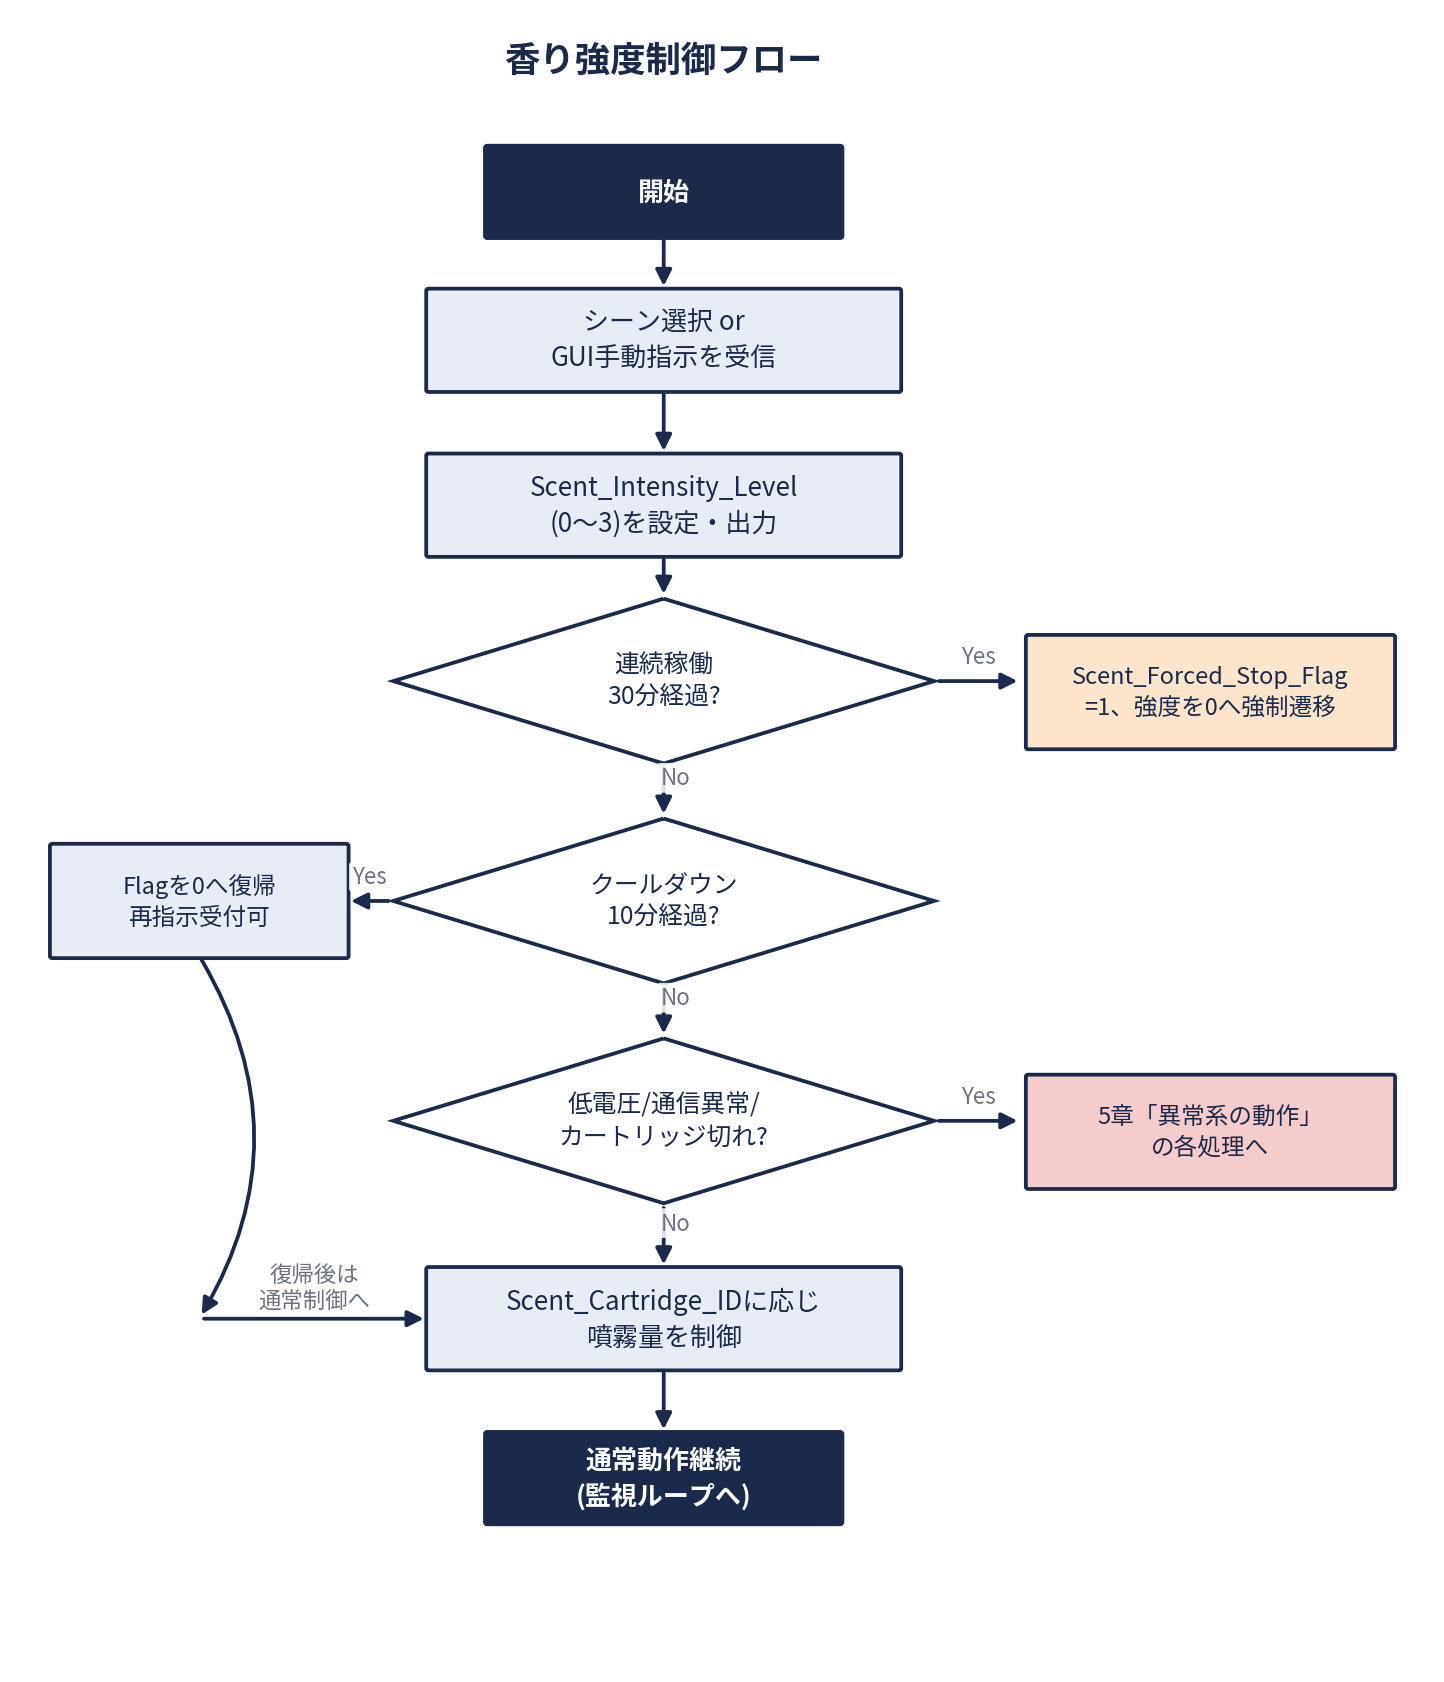 香り強度制御フロー
開始
シーン選択 or
GUI手動指示を受信
Scent_Intensity_Level
(0～3)を設定・出力
連続稼働
30分経過?
Yes
Scent_Forced_Stop_Flag
=1、強度を0へ強制遷移
No
Flagを0へ復帰
再指示受付可
Yes
クールダウン
10分経過?
No
低電圧/通信異常/
カートリッジ切れ?
Yes
5章「異常系の動作」
の各処理へ
No
復帰後は
通常制御へ
Scent_Cartridge_IDに応じ
噴霧量を制御
通常動作継続
(監視ループへ)